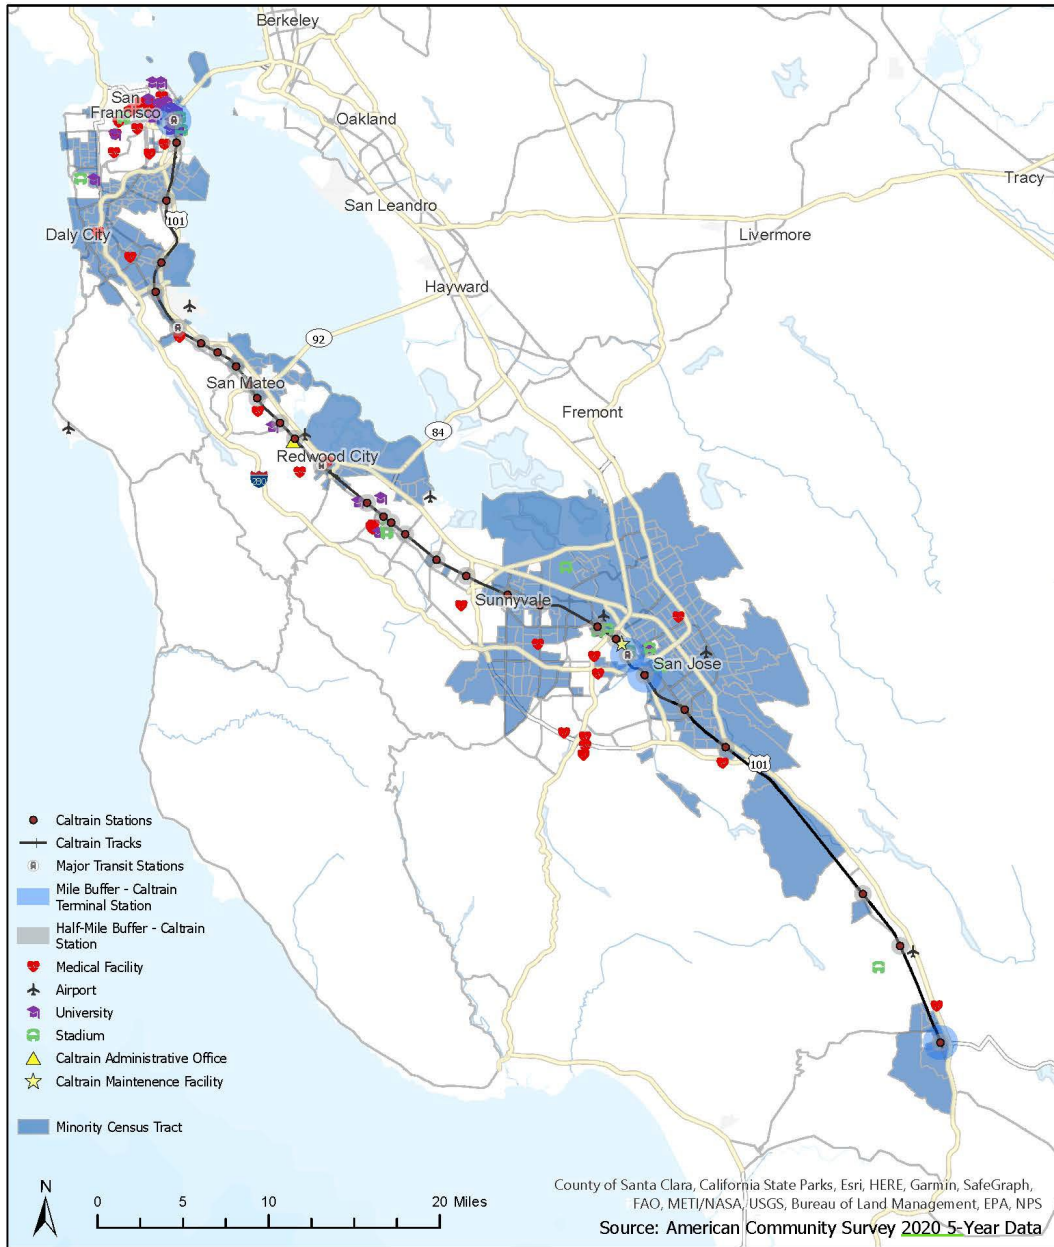 Berkeley
San
Francisco
Oakland
Tracy
San Leandro
101
Daly City
Livermore
Hayward
92
San Mateo
Fremont
84
Redwood City
280
Sunnyvale
San Jose
101
Caltrain Stations
Caltrain Tracks
Major Transit Stations
Mile Buffer - Caltrain
Terminal Station
Half-Mile Buffer - Caltrain
Station
Medical Facility
Airport
University
Stadium
Caltrain Administrative Office
Caltrain Maintenence Facility
Minority Census Tract
N
0 5 10 20 Miles
County of Santa Clara, California State Parks, Esri, HERE, Garmin, SafeGraph,
FAO, METI/NASA, USGS, Bureau of Land Management, EPA, NPS
Source: American Community Survey 2020 5-Year Data